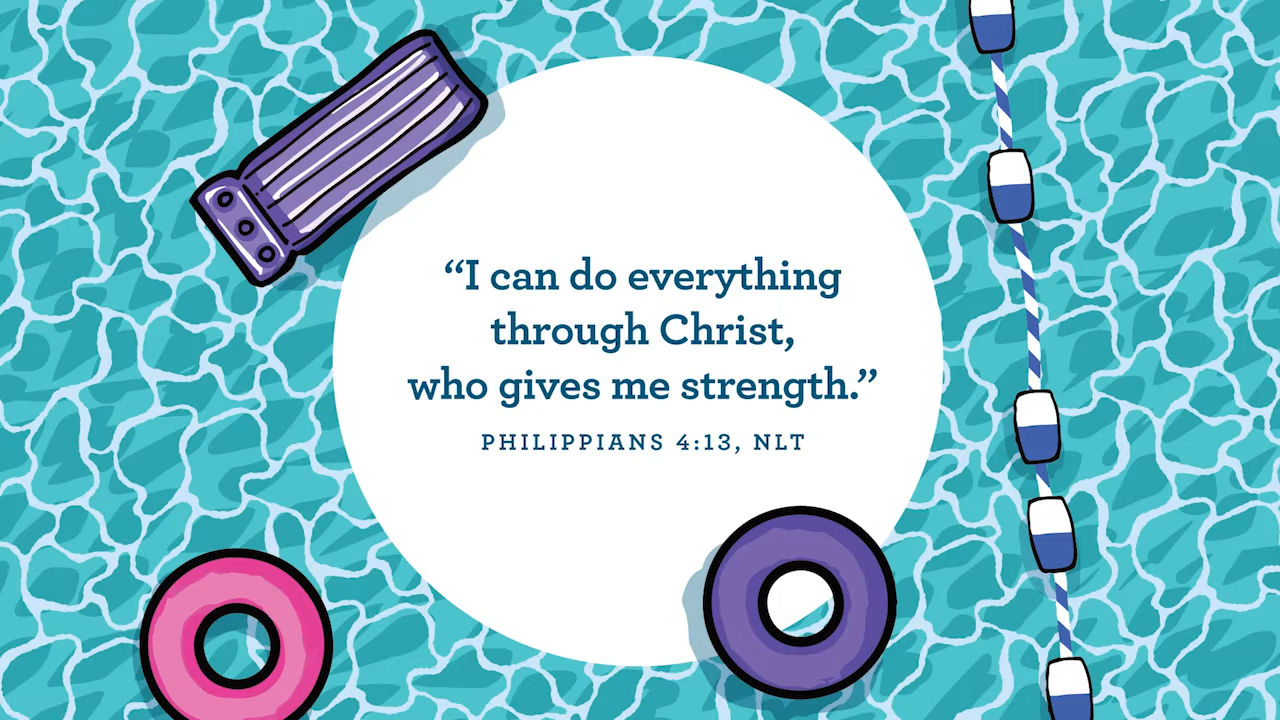 “I can do everything
through Christ,
who gives me strength.”
PHILIPPIANS 4:13, NLT